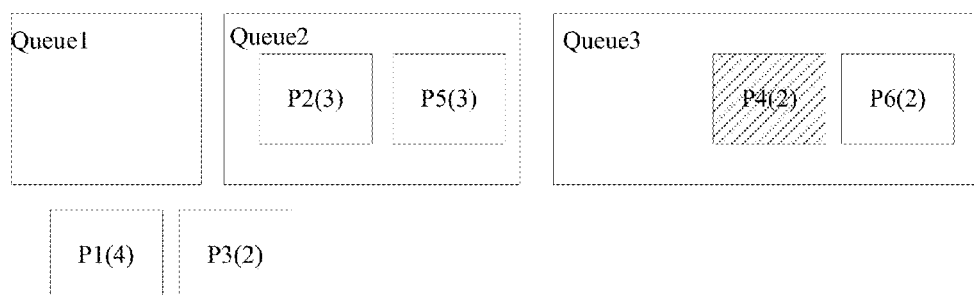 Queue1
Queue2
Queue3
P2(3)
P5(3)
P4(2)
P6(2)
P1(4)
P3(2)